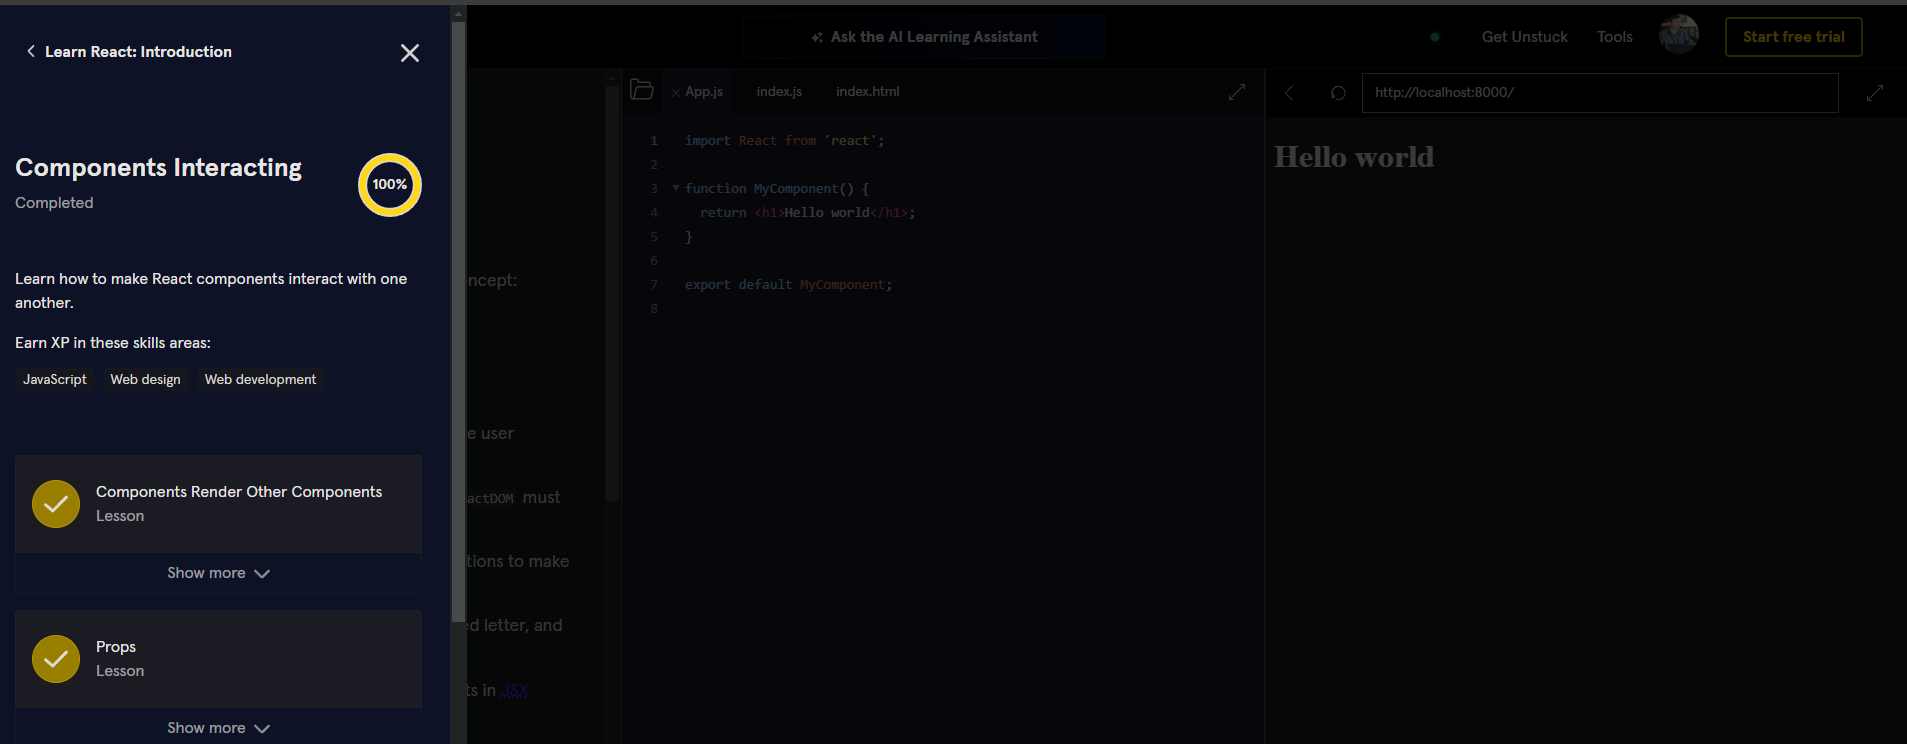 Learn React: Introduction
Components Interacting
Completed
100%
Learn how to make React components interact with one
another.
Earn XP in these skills areas:
JavaScript Web design Web development
Components Render Other Components
Lesson
Show more
Props
Lesson
Show more
Ask the AI Learning Assistant
Get Unstuck Tools Start free trial
ncept:
e user
actDOM must
tions to make
ed letter, and
ts in JSX
App.js index.js index.html
1 import React from 'react';
2
3 function MyComponent() {
4 return <h1>Hello world</h1>;
5 }
6
7 export default MyComponent;
8
http://localhost:8000/
Hello world